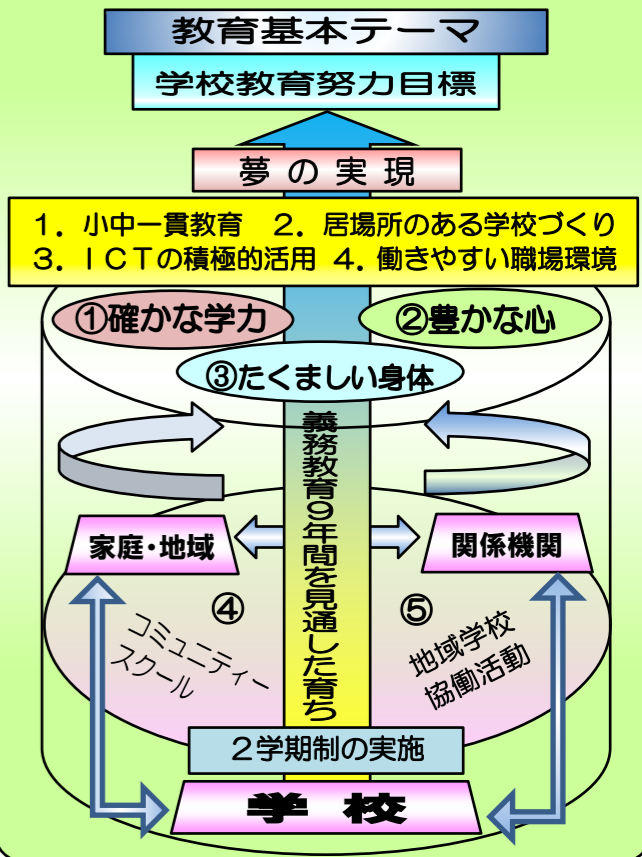 教育基本テーマ
学校教育努力目標
夢の実現
1．小中一貫教育　2．居場所のある学校づくり
3．ＩＣＴの積極的活用 4．働きやすい職場環境
①確かな学力
②豊かな心
③たくましい身体
義務教育９年間を見通した育ち
家庭・地域
関係機関
④
コミュニティー
スクール
⑤
地域学校
協働活動
２学期制の実施
学校